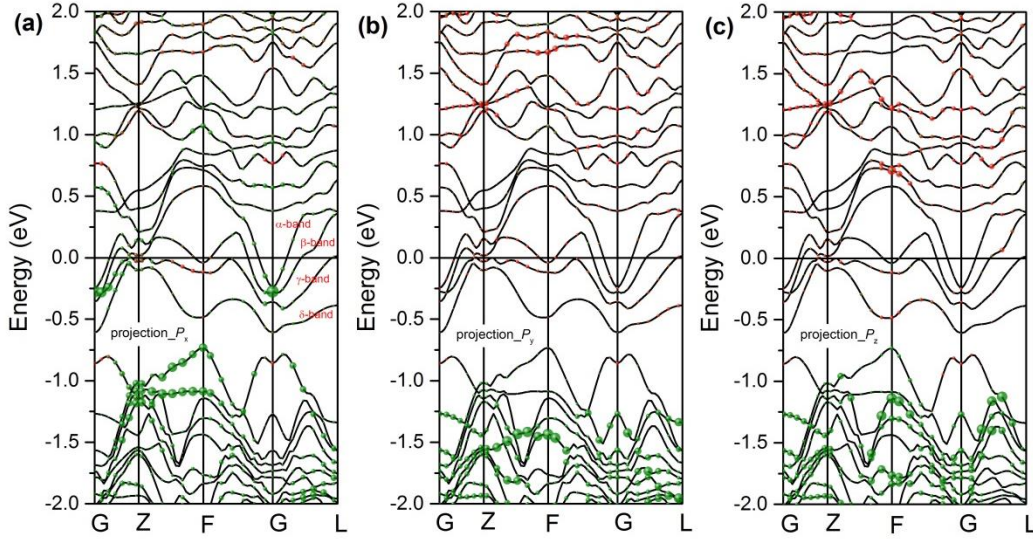 (a)
(b)
(c)
Energy (eV)
2.0
1.5
1.0
0.5
0.0
-0.5
-1.0
-1.5
-2.0
α-band
β-band
γ-band
δ-band
projection_Px
G Z F G L
Energy (eV)
2.0
1.5
1.0
0.5
0.0
-0.5
-1.0
-1.5
-2.0
projection_Py
G Z F G L
Energy (eV)
2.0
1.5
1.0
0.5
0.0
-0.5
-1.0
-1.5
-2.0
projection_Pz
G Z F G L